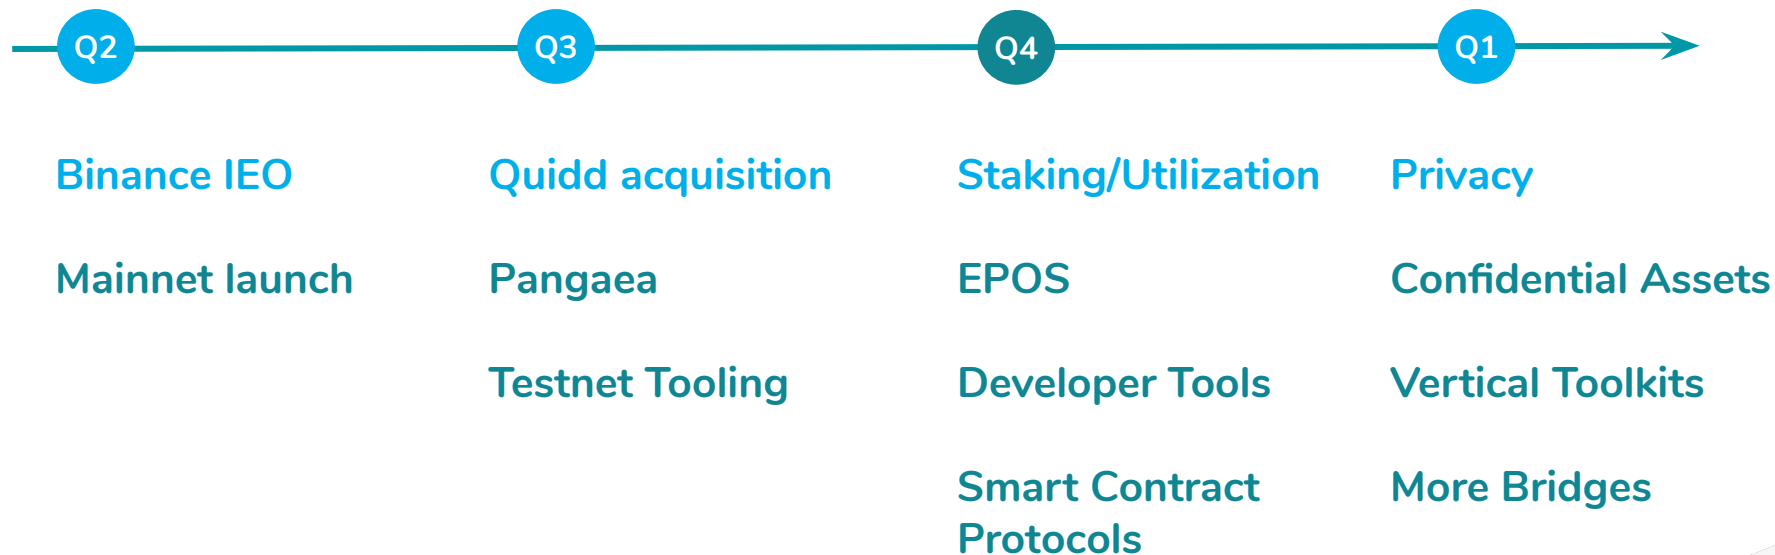 Q2
Q3
Q4
Q1
Binance IEO
Mainnet launch
Quidd acquisition
Pangaea
Testnet Tooling
Staking/Utilization
EPOS
Developer Tools
Smart Contract
Protocols
Privacy
Confidential Assets
Vertical Toolkits
More Bridges